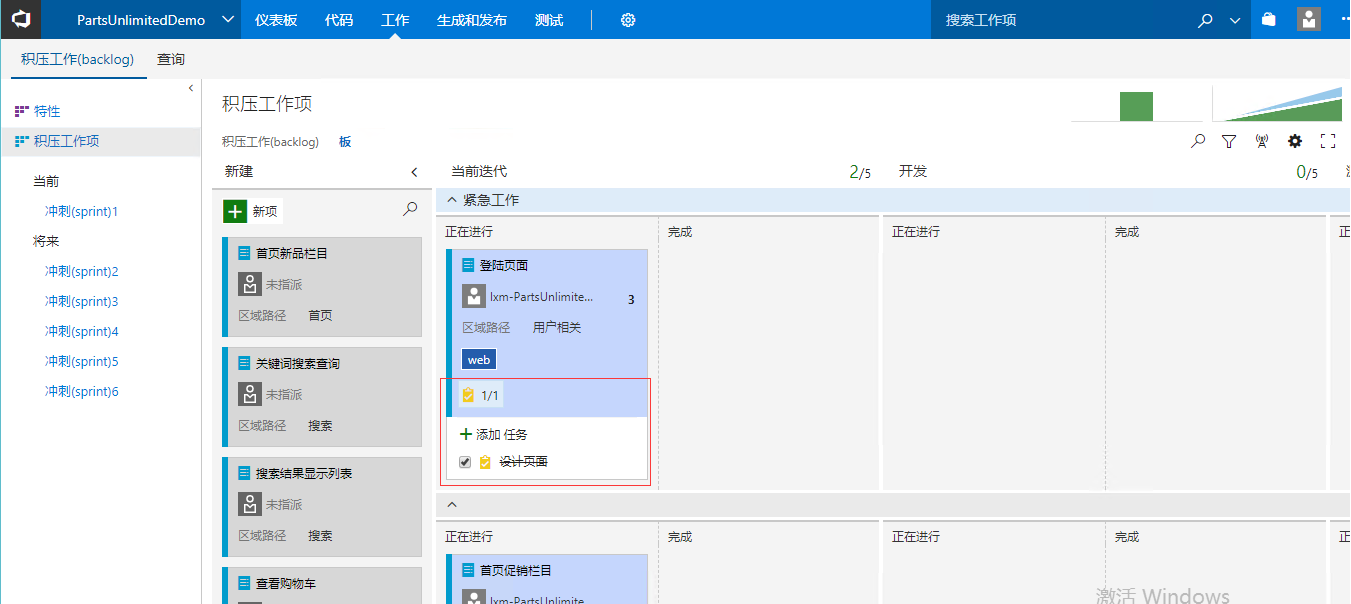 PartsUnlimitedDemo 仪表板 代码 工作 生成和发布 测试 搜索工作项
积压工作(backlog) 查询
特性
积压工作项
当前
冲刺(sprint)1
将来
冲刺(sprint)2
冲刺(sprint)3
冲刺(sprint)4
冲刺(sprint)5
冲刺(sprint)6
积压工作项
积压工作(backlog) 板
新建 当前迭代 2/5 开发 0/5
新项
首页新品栏目
未指派
区域路径 首页
关键词搜索查询
未指派
区域路径 搜索
搜索结果显示列表
未指派
区域路径 搜索
查看购物车
紧急工作
正在进行 完成 正在进行 完成 正
登陆页面
lxm-PartsUnlimite... 3
区域路径 用户相关
web
1/1
添加 任务
设计页面
正在进行 完成 正在进行 完成 正
首页促销栏目
lxm-PartsUnlimite
激活 Windows